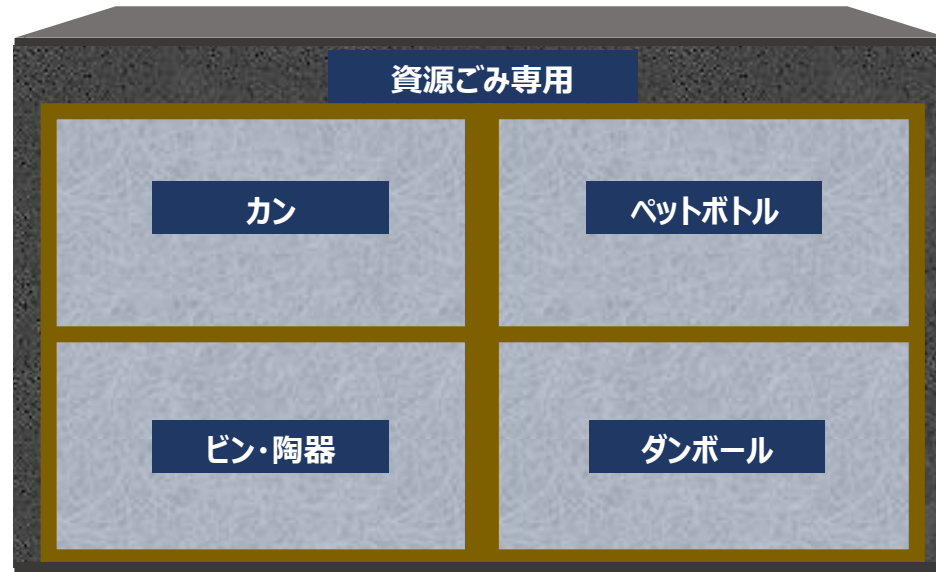 資源ごみ専用
カン
ペットボトル
ビン・陶器
ダンボール